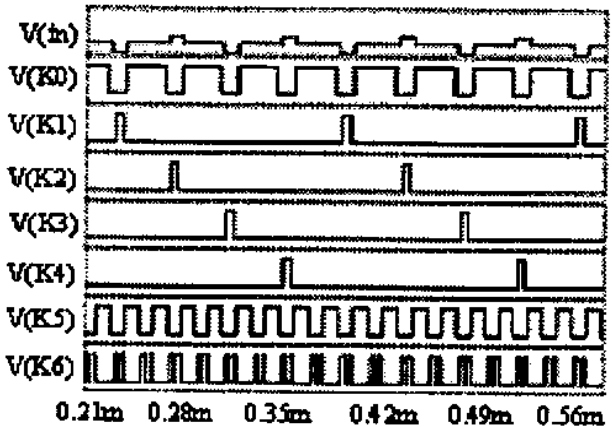 V(in)
V(K0)
V(K1)
V(K2)
V(K3)
V(K4)
V(K5)
V(K6)
0.21m 0.28m 0.35m 0.42m 0.49m 0.56m